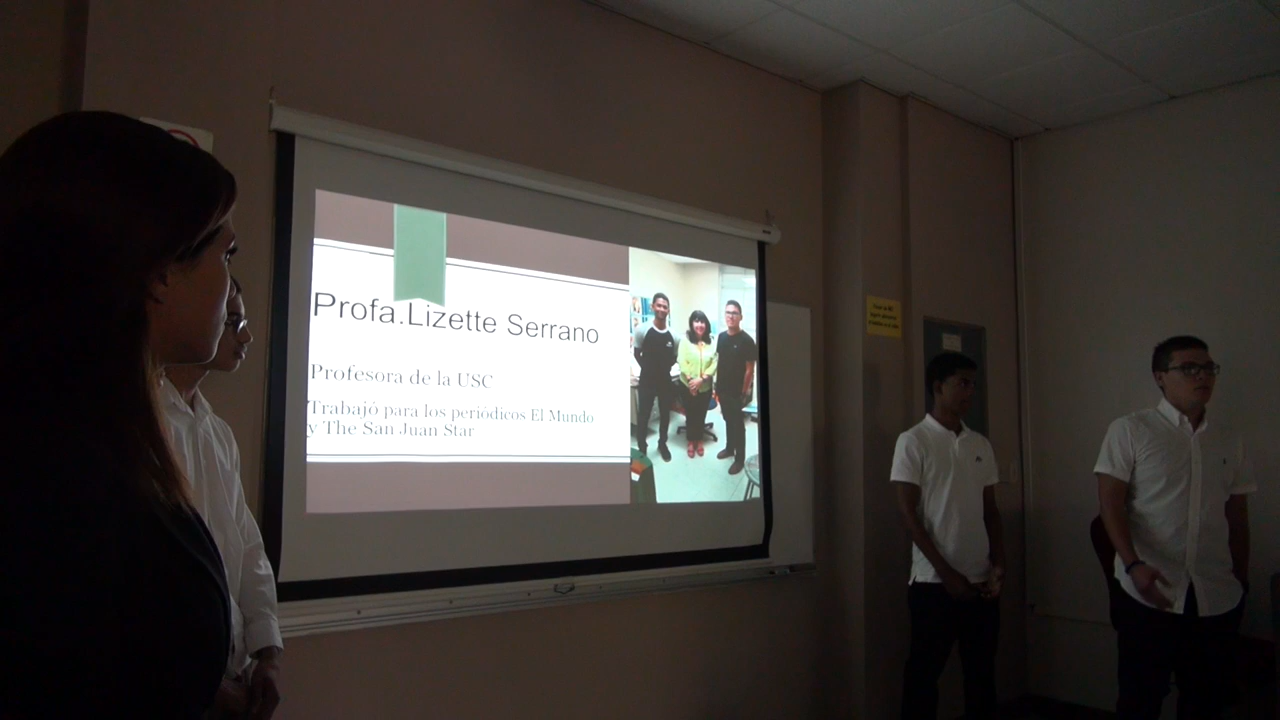 Profa.Lizette Serrano
Profesora de la USC
Trabajó para los periódicos El Mundo
y The San Juan Star